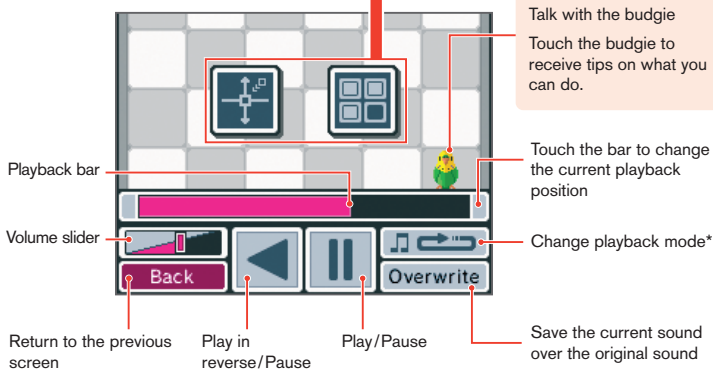 Talk with the budgie
Touch the budgie to
receive tips on what you
can do.
Touch the bar to change
the current playback
position
Playback bar
Volume slider
Change playback mode*
Back
Overwrite
Return to the previous
screen
Play in
reverse/Pause
Play/Pause
Save the current sound
over the original sound